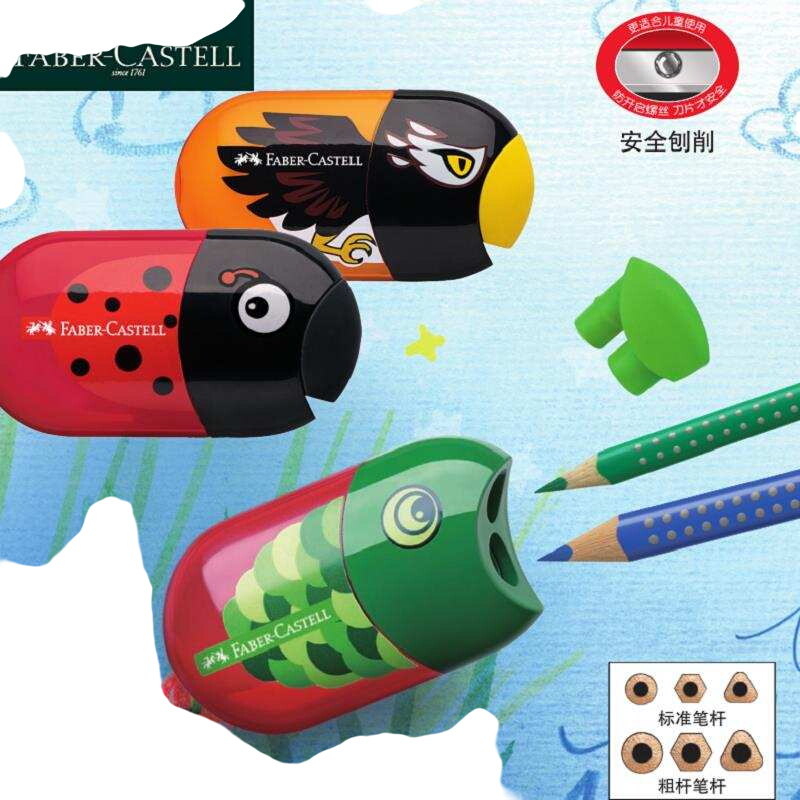 FABER-CASTELL
since 1761
更适合儿童使用
防开启螺丝 刀片才安全
安全刨削
FABER-CASTELL
FABER-CASTELL
FABER-CASTELL
标准笔杆
粗杆笔杆